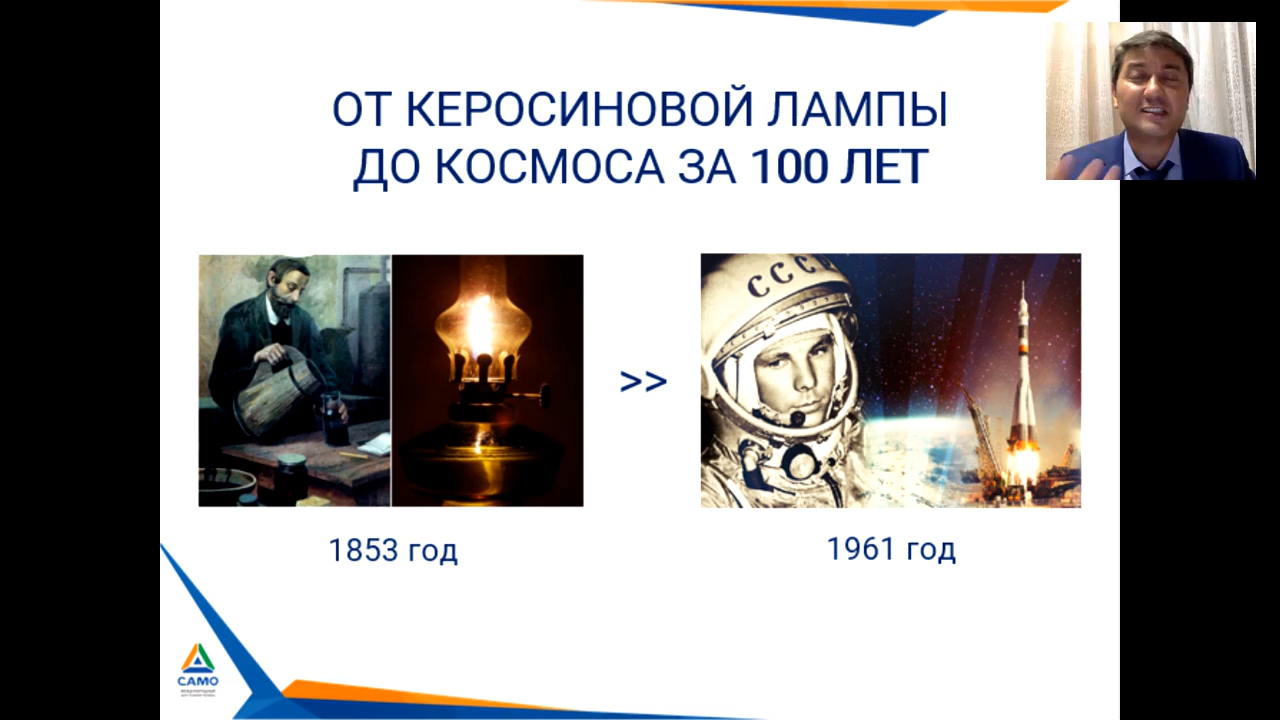 ОТ КЕРОСИНОВОЙ ЛАМПЫ
ДО КОСМОСА ЗА 100 ЛЕТ
СССР
>>
1853 год
1961 год
САМО